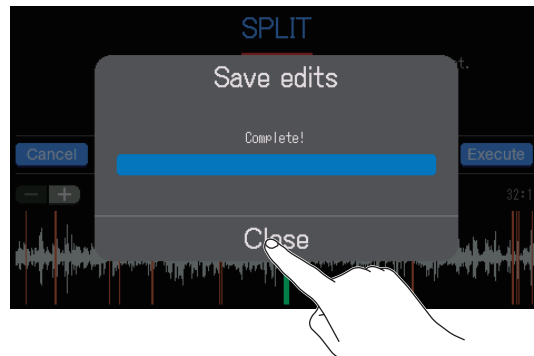 SPLIT
t.
Save edits
Complete!
Cancel
Execute
32:1
Close